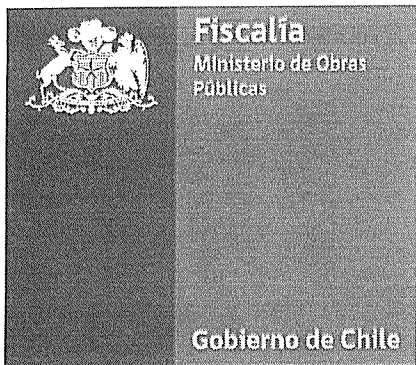 Fiscalía
Ministerio de Obras
Públicas
Gobierno de Chile